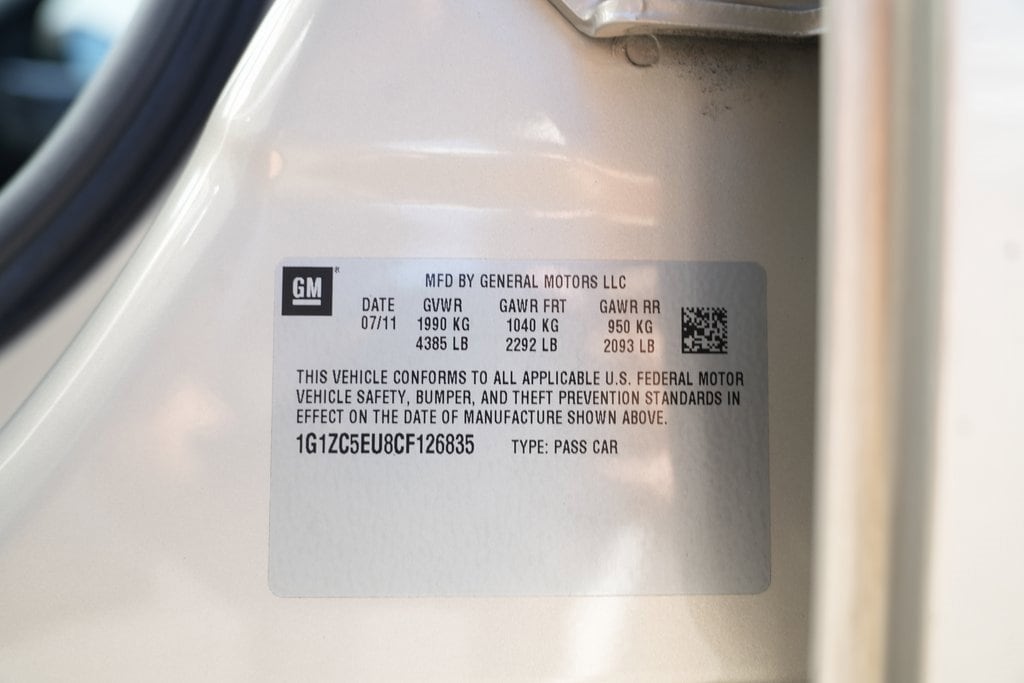 GM
MFD BY GENERAL MOTORS LLC
DATE GVWR GAWR FRT GAWR RR
07/11 1990 KG 1040 KG 950 KG
4385 LB 2292 LB 2093 LB
THIS VEHICLE CONFORMS TO ALL APPLICABLE U.S. FEDERAL MOTOR
VEHICLE SAFETY, BUMPER, AND THEFT PREVENTION STANDARDS IN
EFFECT ON THE DATE OF MANUFACTURE SHOWN ABOVE.
1G1ZC5EU8CF126835 TYPE: PASS CAR